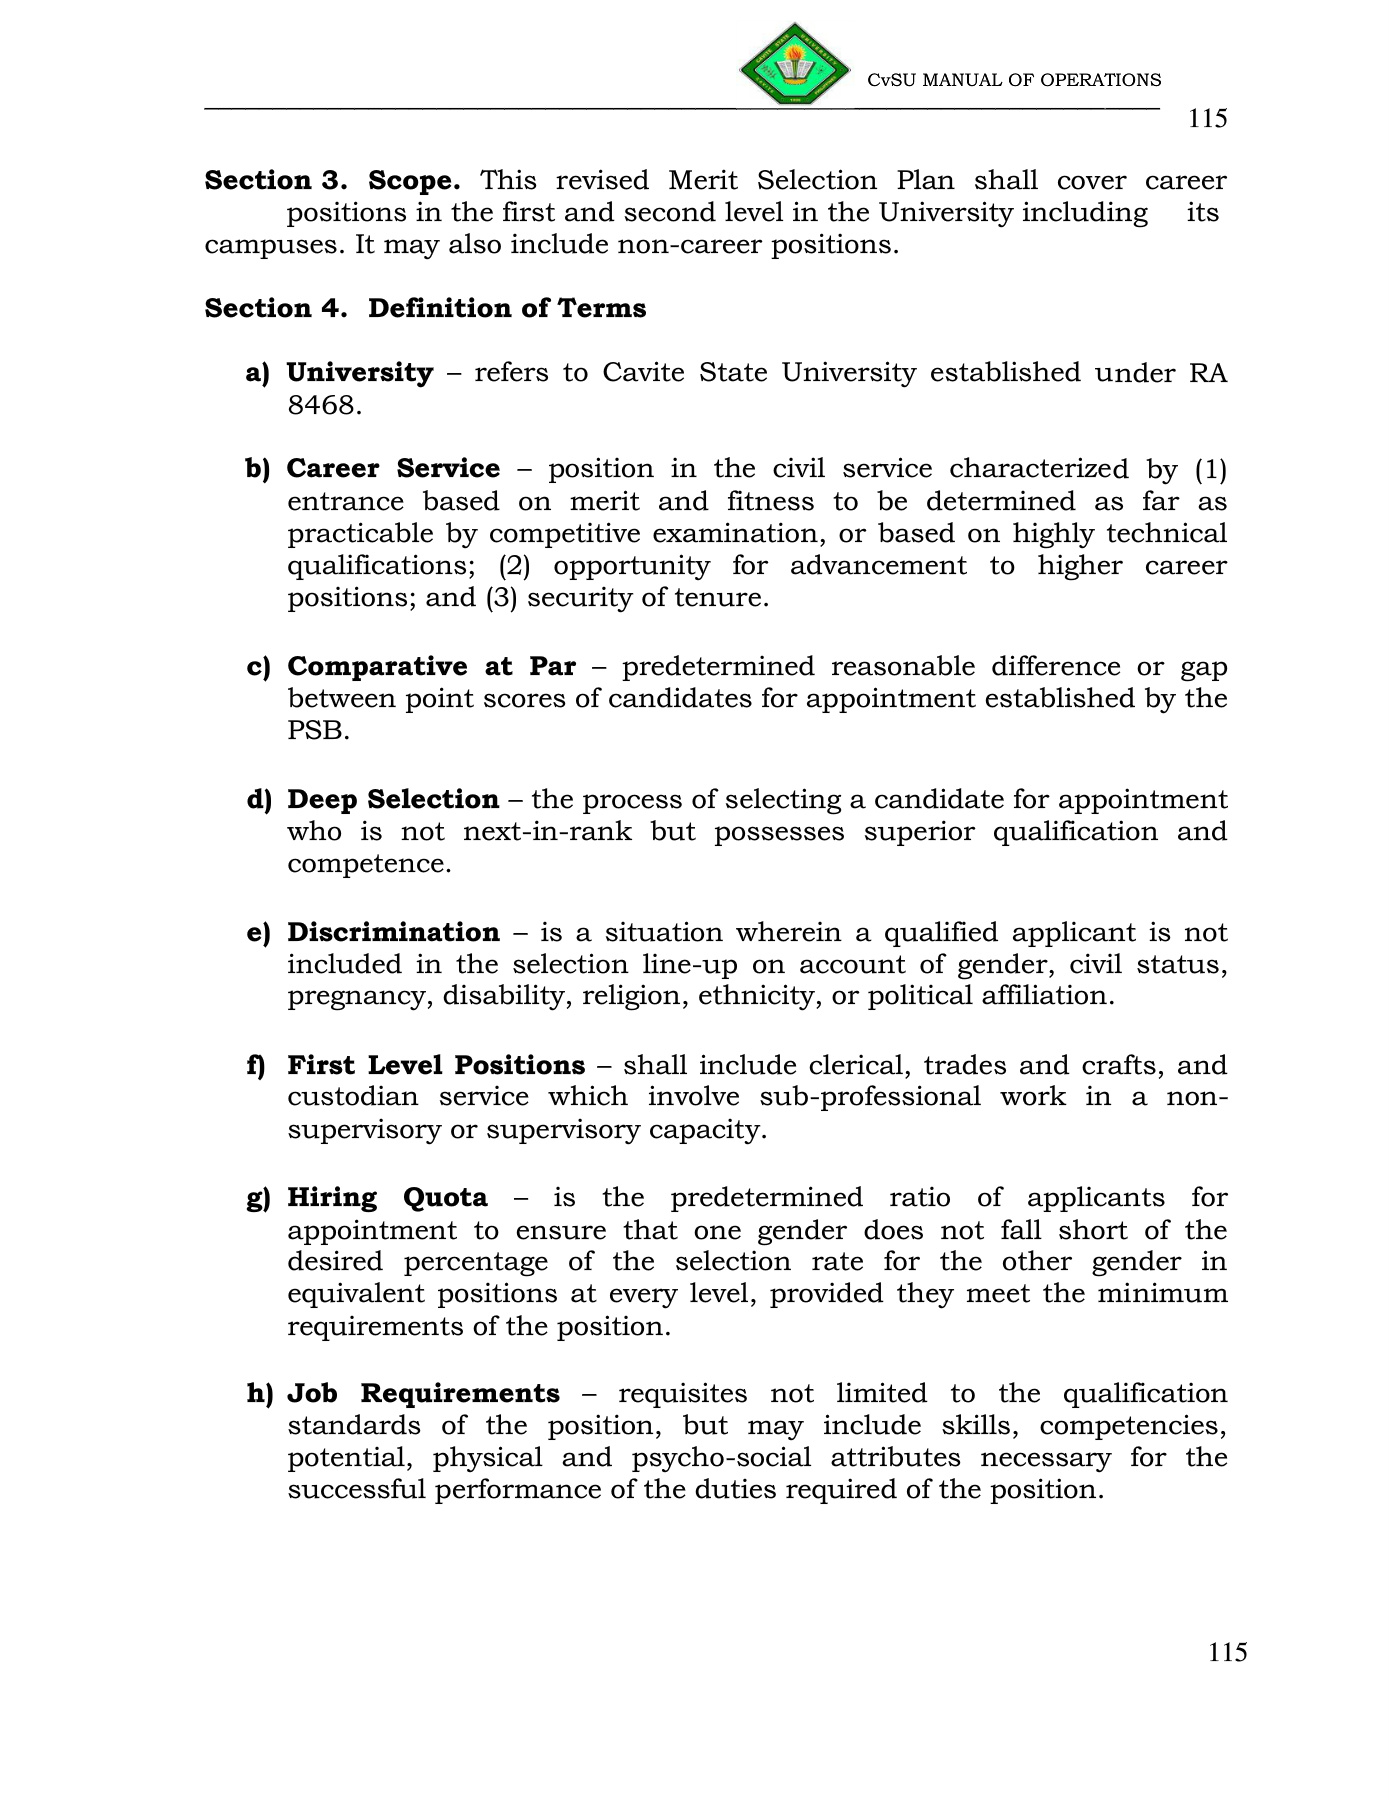 CvSU MANUAL OF OPERATIONS
115
Section 3. Scope. This revised Merit Selection Plan shall cover career
positions in the first and second level in the University including its
campuses. It may also include non-career positions.
Section 4. Definition of Terms
a) University – refers to Cavite State University established under RA
8468.
b) Career Service – position in the civil service characterized by (1)
entrance based on merit and fitness to be determined as far as
practicable by competitive examination, or based on highly technical
qualifications; (2) opportunity for advancement to higher career
positions; and (3) security of tenure.
c) Comparative at Par – predetermined reasonable difference or gap
between point scores of candidates for appointment established by the
PSB.
d) Deep Selection – the process of selecting a candidate for appointment
who is not next-in-rank but possesses superior qualification and
competence.
e) Discrimination – is a situation wherein a qualified applicant is not
included in the selection line-up on account of gender, civil status,
pregnancy, disability, religion, ethnicity, or political affiliation.
f) First Level Positions – shall include clerical, trades and crafts, and
custodian service which involve sub-professional work in a non-
supervisory or supervisory capacity.
g) Hiring Quota – is the predetermined ratio of applicants for
appointment to ensure that one gender does not fall short of the
desired percentage of the selection rate for the other gender in
equivalent positions at every level, provided they meet the minimum
requirements of the position.
h) Job Requirements – requisites not limited to the qualification
standards of the position, but may include skills, competencies,
potential, physical and psycho-social attributes necessary for the
successful performance of the duties required of the position.
115